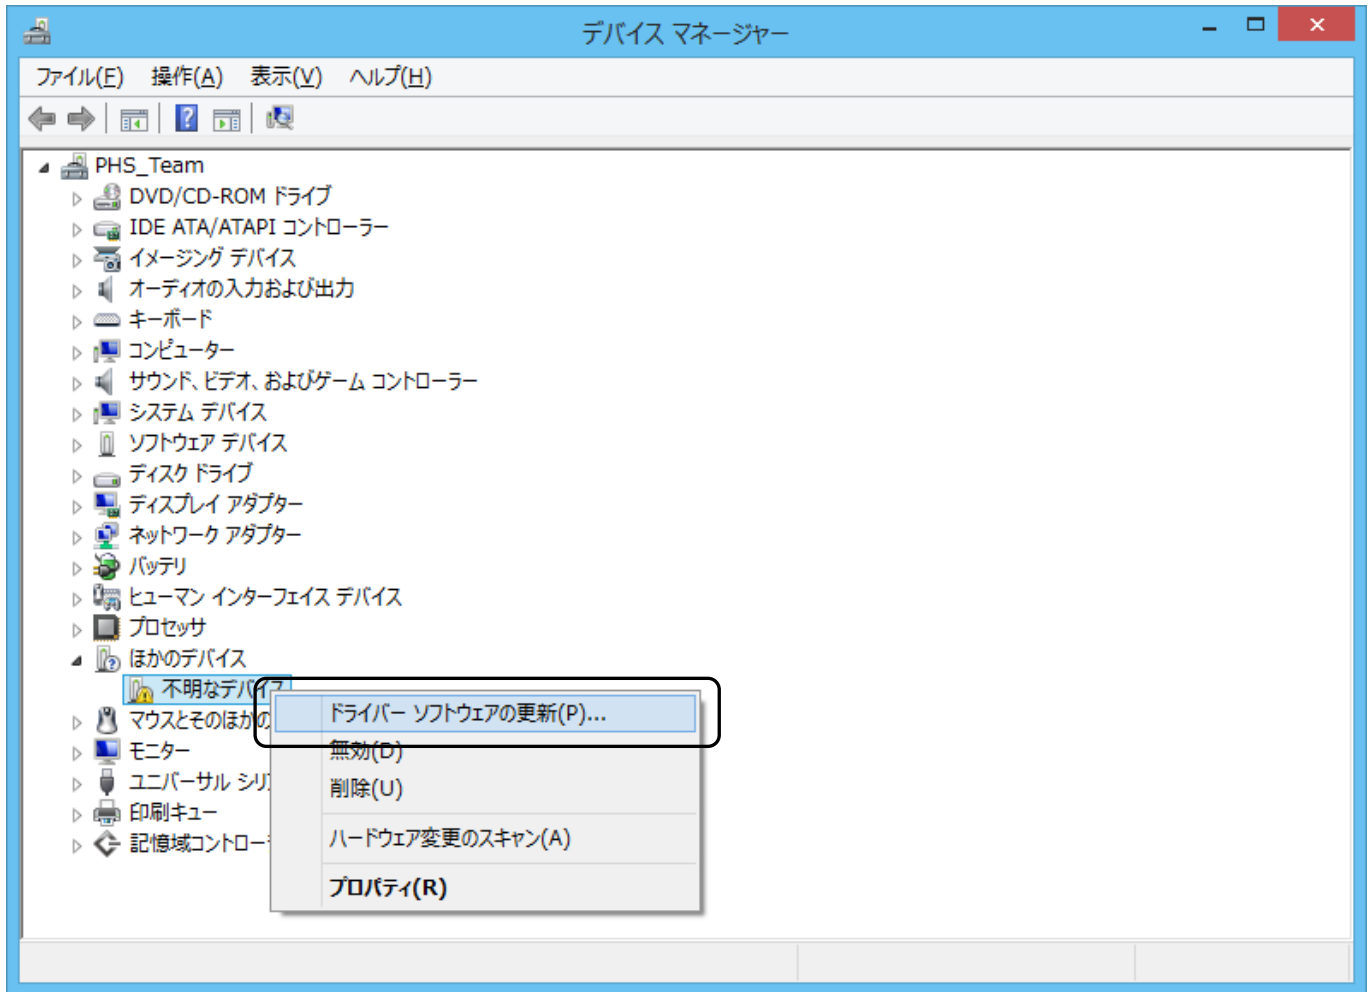 デバイス マネージャー
ファイル(F) 操作(A) 表示(V) ヘルプ(H)
PHS_Team
DVD/CD-ROM ドライブ
IDE ATA/ATAPI コントローラー
イメージング デバイス
オーディオの入力および出力
キーボード
コンピューター
サウンド、ビデオ、およびゲーム コントローラー
システム デバイス
ソフトウェア デバイス
ディスク ドライブ
ディスプレイ アダプター
ネットワーク アダプター
バッテリ
ヒューマン インターフェイス デバイス
プロセッサ
ほかのデバイス
不明なデバイス
マウスとそのほかの
モニター
ユニバーサル シリ
印刷キュー
記憶域コントロー
ドライバー ソフトウェアの更新(P)...
無効(D)
削除(U)
ハードウェア変更のスキャン(A)
プロパティ(R)